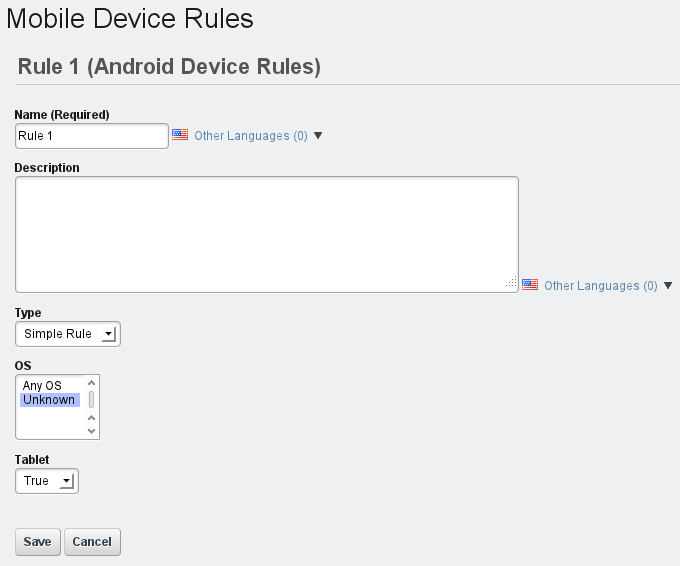 Mobile Device Rules
Rule 1 (Android Device Rules)
Name (Required)
Rule 1
Other Languages (0)
Description
Other Languages (0)
Type
Simple Rule
OS
Any OS
Unknown
Tablet
True
Save Cancel